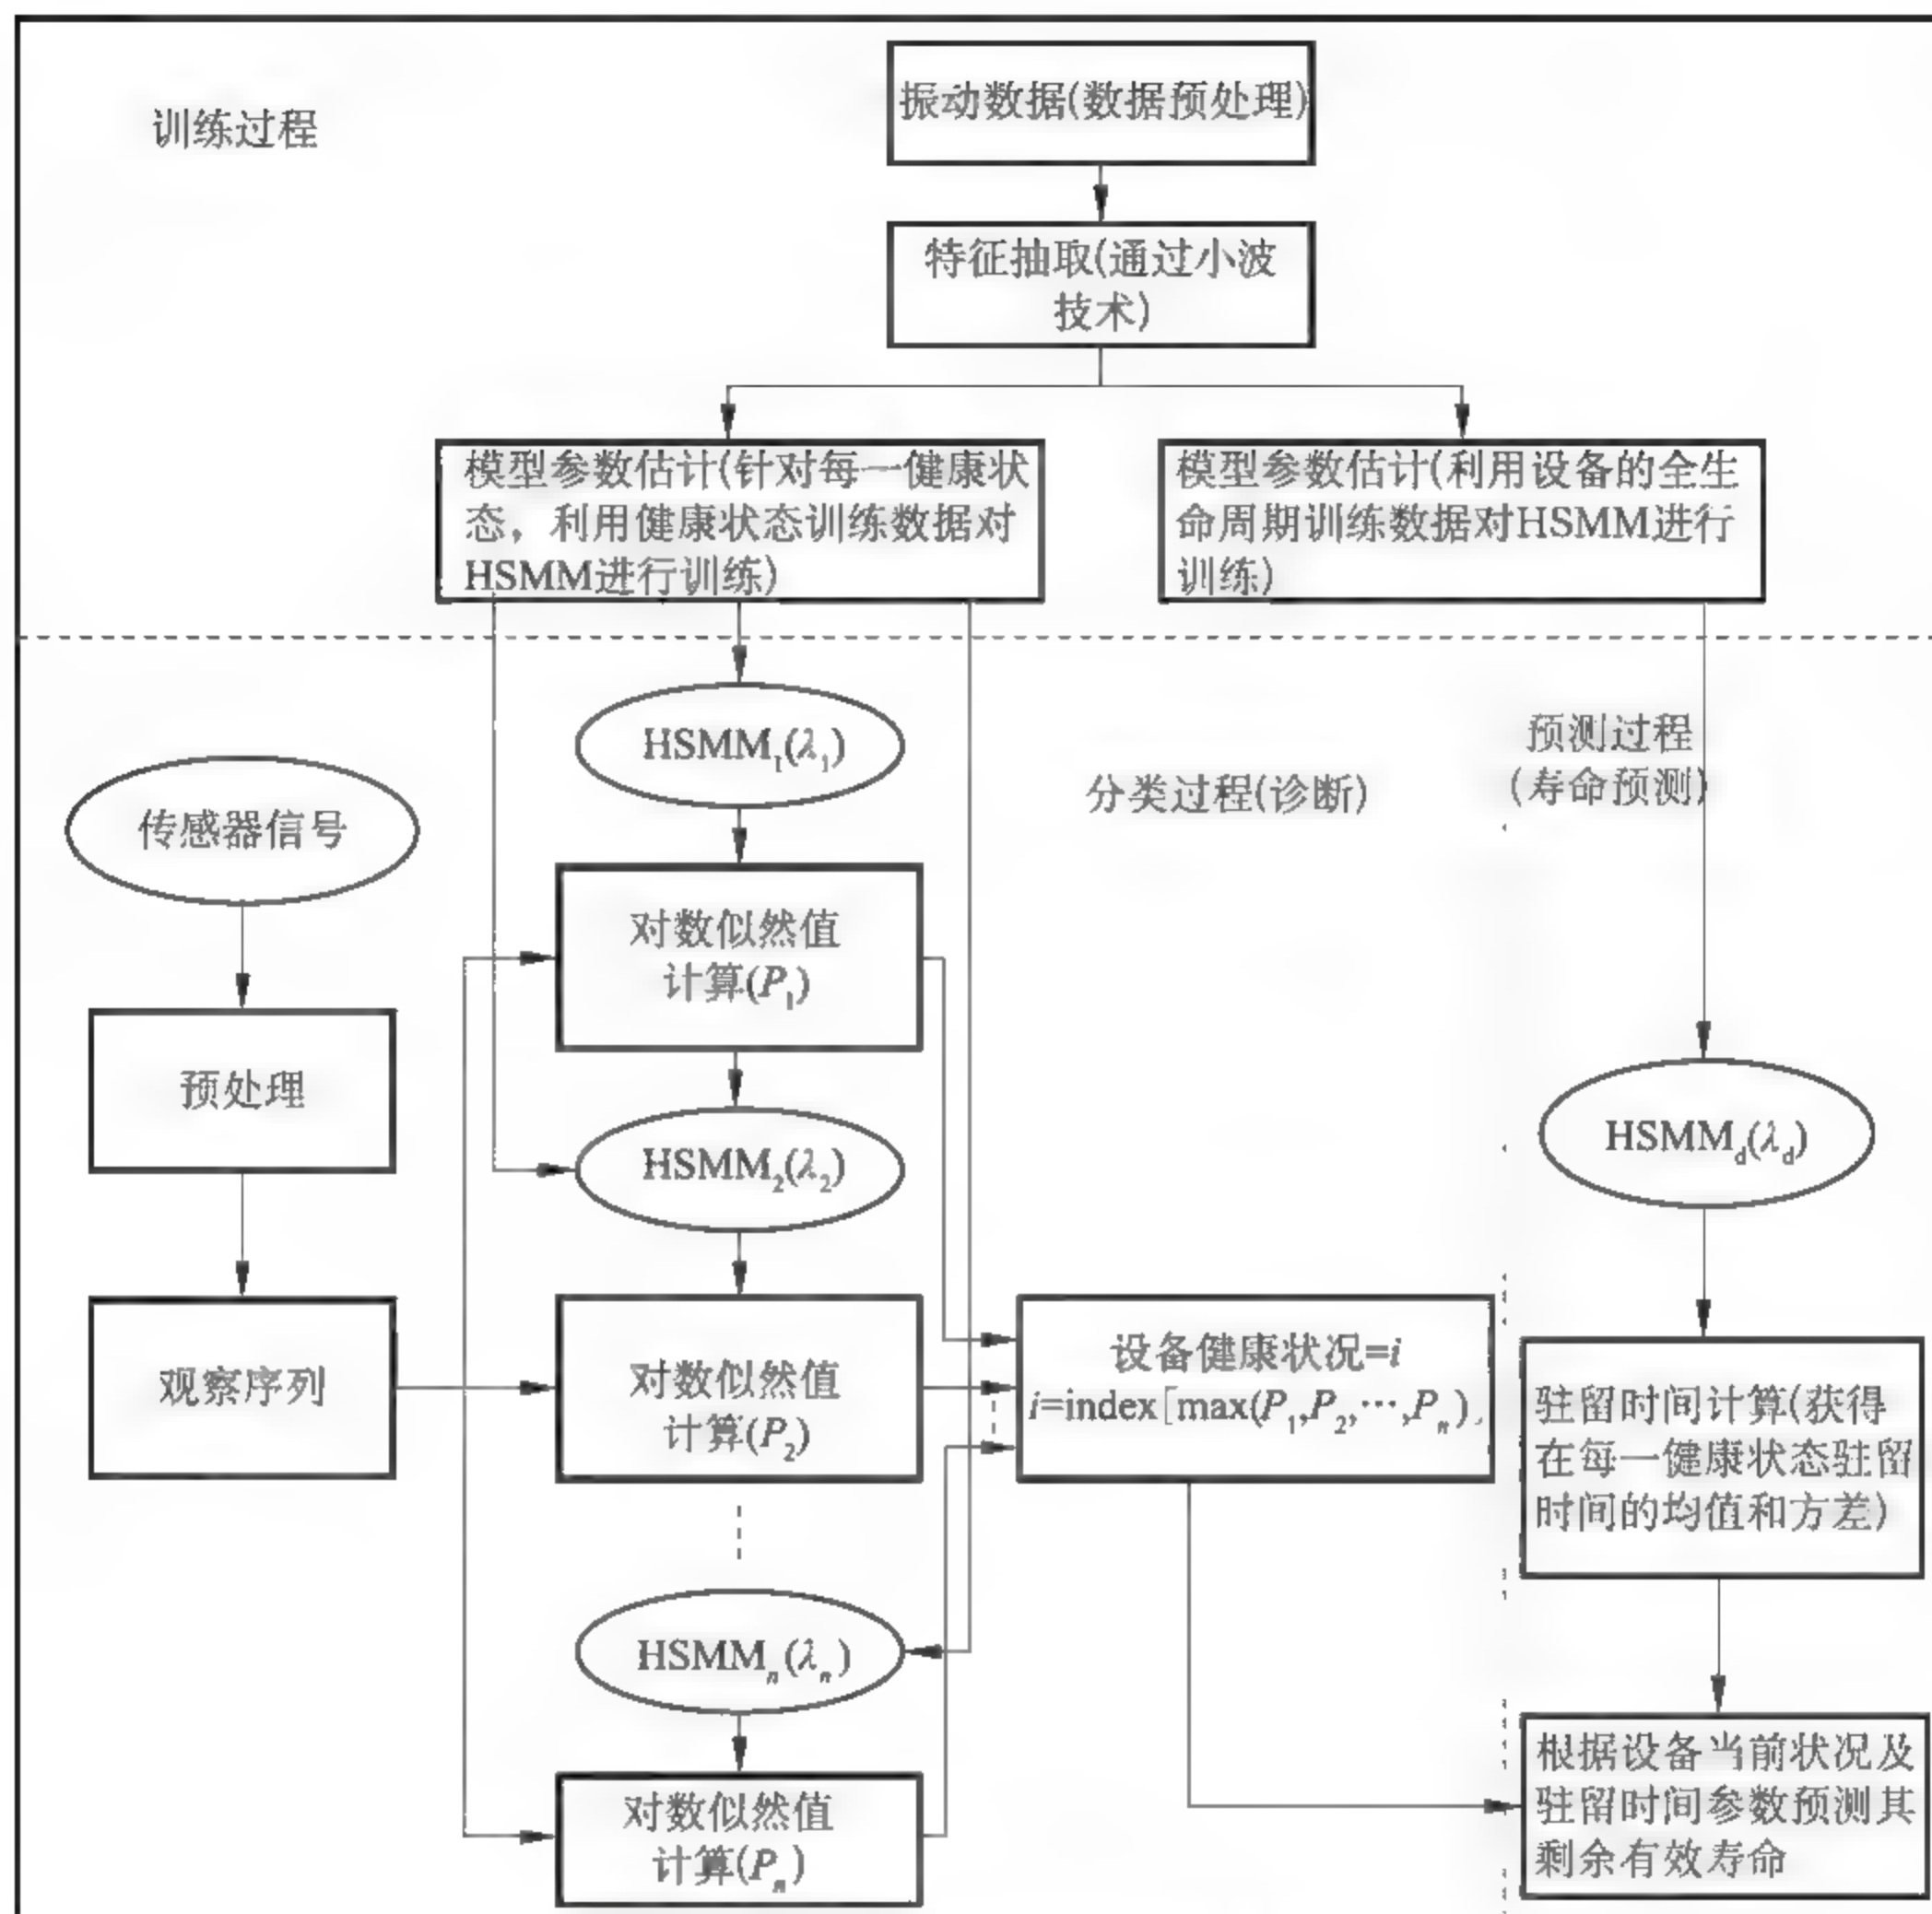 训练过程
振动数据(数据预处理)
特征抽取(通过小波
技术)
模型参数估计(针对每一健康状
态，利用健康状态训练数据对
HSMM进行训练)
模型参数估计(利用设备的全生
命周期训练数据对HSMM进行
训练)
传感器信号
预处理
观察序列
HSMM₁(λ₁)
对数似然值
计算(P₁)
HSMM₂(λ₂)
对数似然值
计算(P₂)
HSMMₙ(λₙ)
对数似然值
计算(Pₙ)
分类过程(诊断)
设备健康状况=i
i=index[max(P₁,P₂,⋯,Pₙ)]
预测过程
(寿命预测)
HSMM_d(λ_d)
驻留时间计算(获得
在每一健康状态驻留
时间的均值和方差)
根据设备当前状况及
驻留时间参数预测其
剩余有效寿命